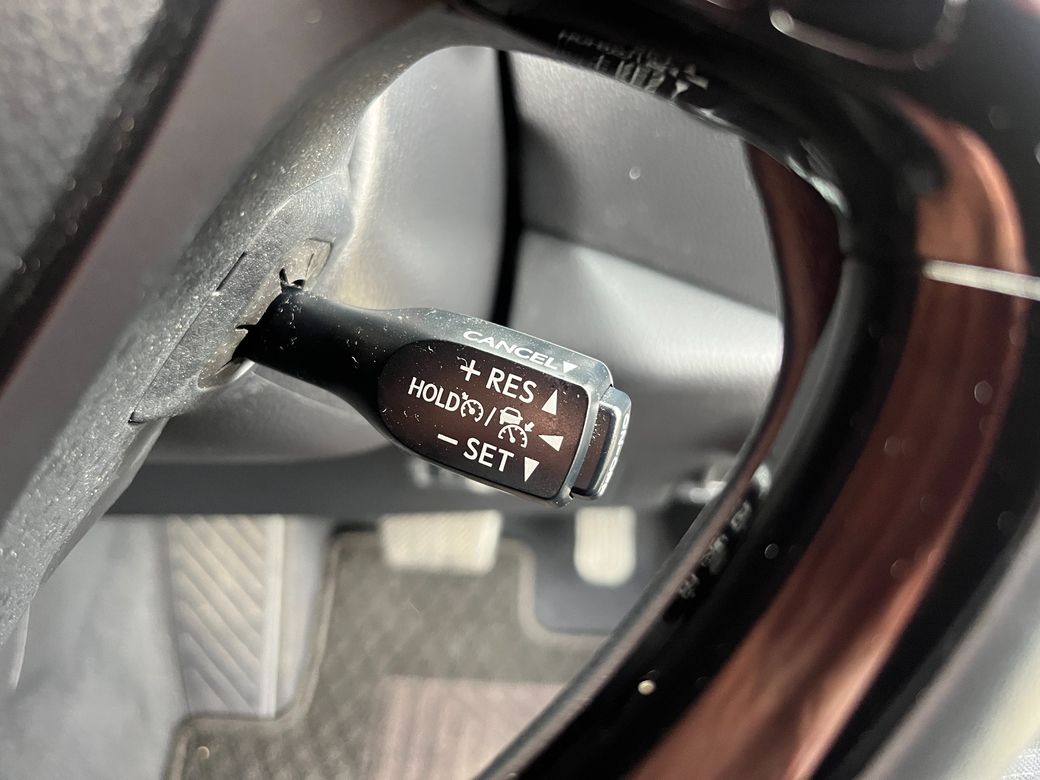 CANCEL▼
+ RES ▲
HOLD / ◀
− SET ▼